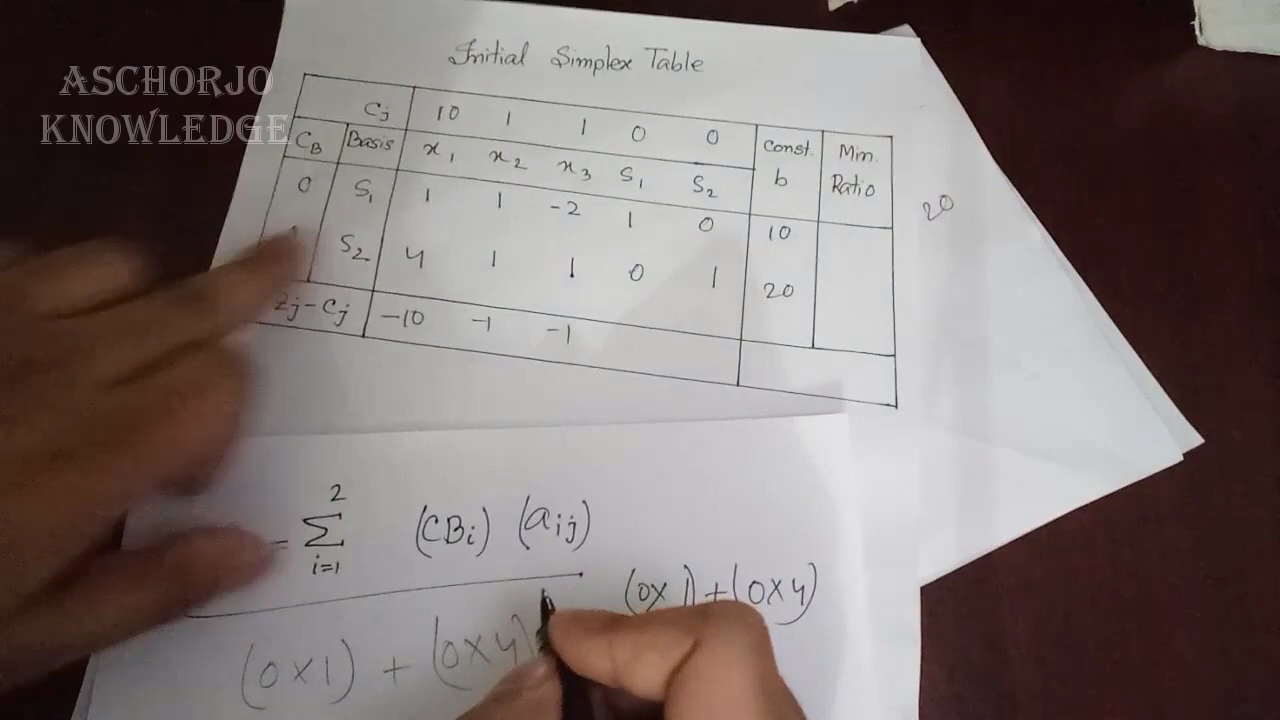 ASCHORJO
KNOWLEDGE
Initial Simplex Table
Cj 10 1 1 0 0 Const. b Min. Ratio
CB Basis x1 x2 x3 S1 S2
0 S1 1 1 -2 1 0 10
S2 4 1 1 0 1 20
Zj-Cj -10 -1 -1
20
= 2 Σ i=1 (CBi) (aij)
(0×1)+(0×4)
(0×1) + (0×4)